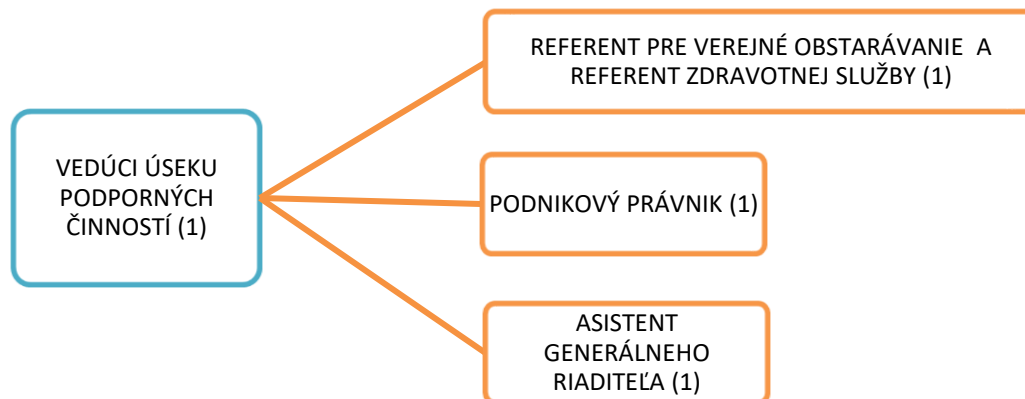 REFERENT PRE VEREJNÉ OBSTARÁVANIE A
REFERENT ZDRAVOTNEJ SLUŽBY (1)
VEDÚCI ÚSEKU
PODPORNÝCH
ČINNOSTÍ (1)
PODNIKOVÝ PRÁVNIK (1)
ASISTENT
GENERÁLNEHO
RIADITEĽA (1)